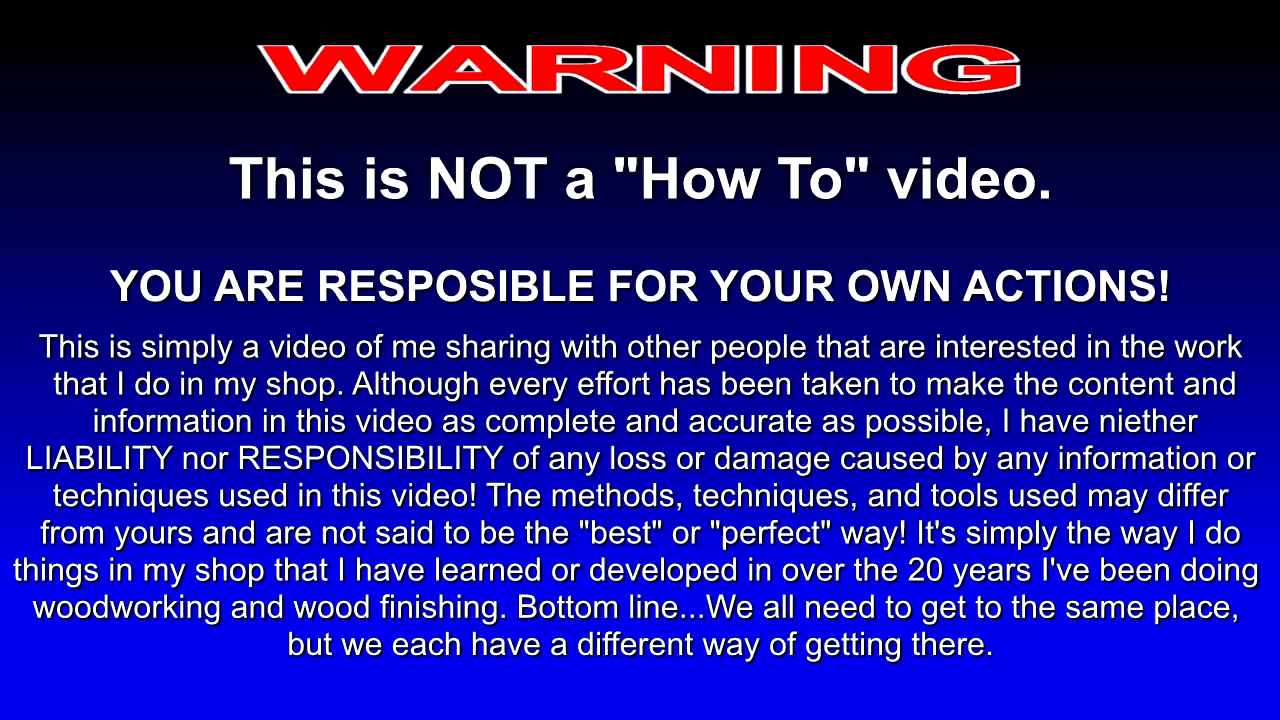 WARNING
This is NOT a "How To" video.
YOU ARE RESPOSIBLE FOR YOUR OWN ACTIONS!
This is simply a video of me sharing with other people that are interested in the work
that I do in my shop. Although every effort has been taken to make the content and
information in this video as complete and accurate as possible, I have niether
LIABILITY nor RESPONSIBILITY of any loss or damage caused by any information or
techniques used in this video! The methods, techniques, and tools used may differ
from yours and are not said to be the "best" or "perfect" way! It's simply the way I do
things in my shop that I have learned or developed in over the 20 years I've been doing
woodworking and wood finishing. Bottom line...We all need to get to the same place,
but we each have a different way of getting there.